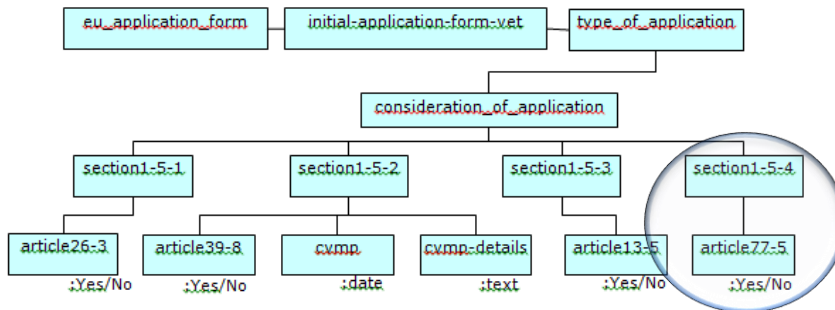 eu_application_form initial-application-form-vet type_of_application
consideration_of_application
section1-5-1 section1-5-2 section1-5-3 section1-5-4
article26-3 article39-8 cvmp cvmp-details article13-5 article77-5
:Yes/No :Yes/No :date :text :Yes/No :Yes/No